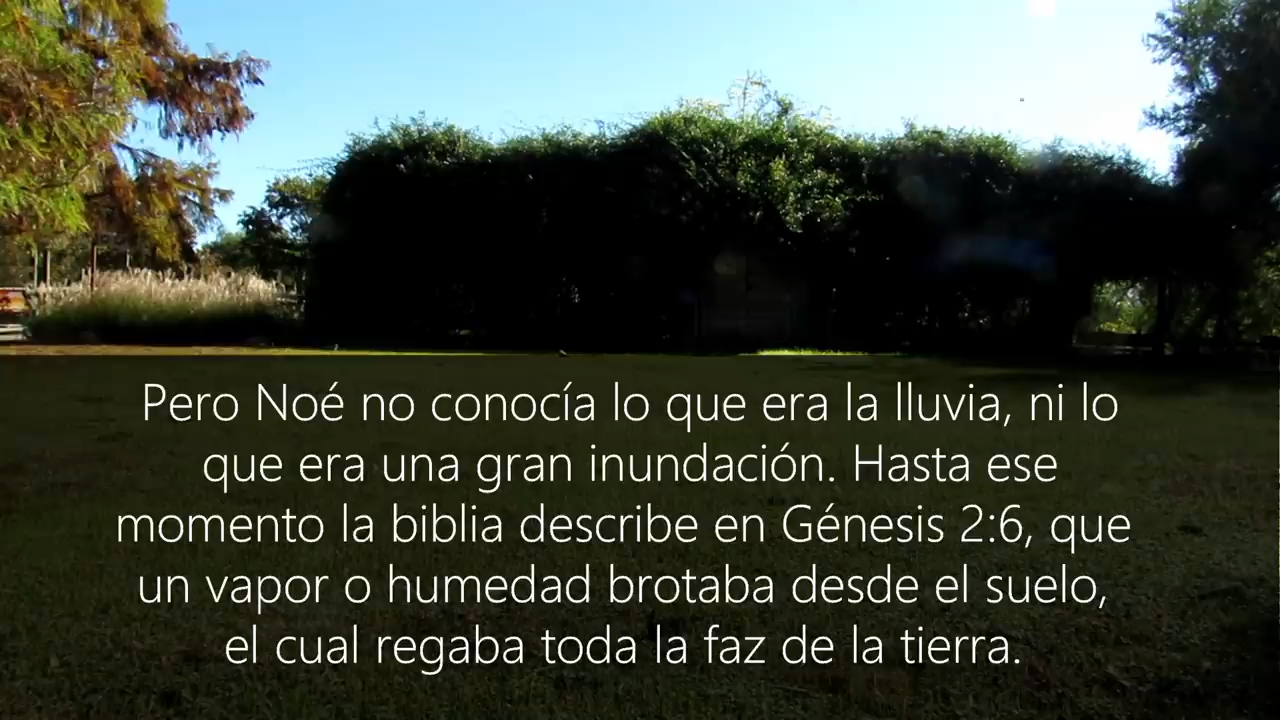 Pero Noé no conocía lo que era la lluvia, ni lo
que era una gran inundación. Hasta ese
momento la biblia describe en Génesis 2:6, que
un vapor o humedad brotaba desde el suelo,
el cual regaba toda la faz de la tierra.